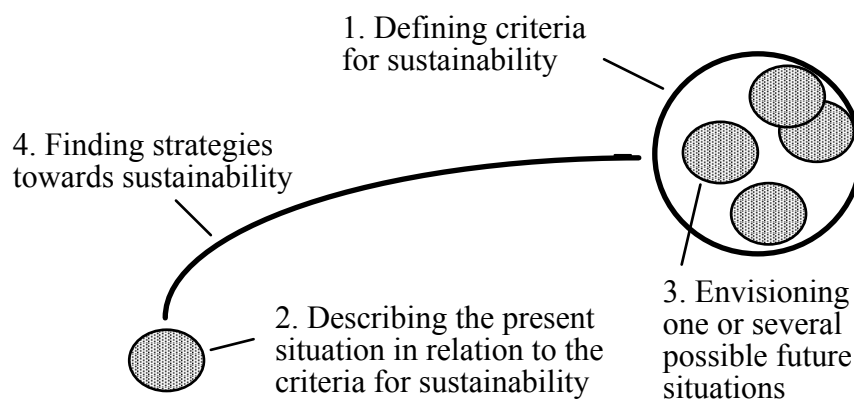 1. Defining criteria
for sustainability
4. Finding strategies
towards sustainability
2. Describing the present
situation in relation to the
criteria for sustainability
3. Envisioning
one or several
possible future
situations